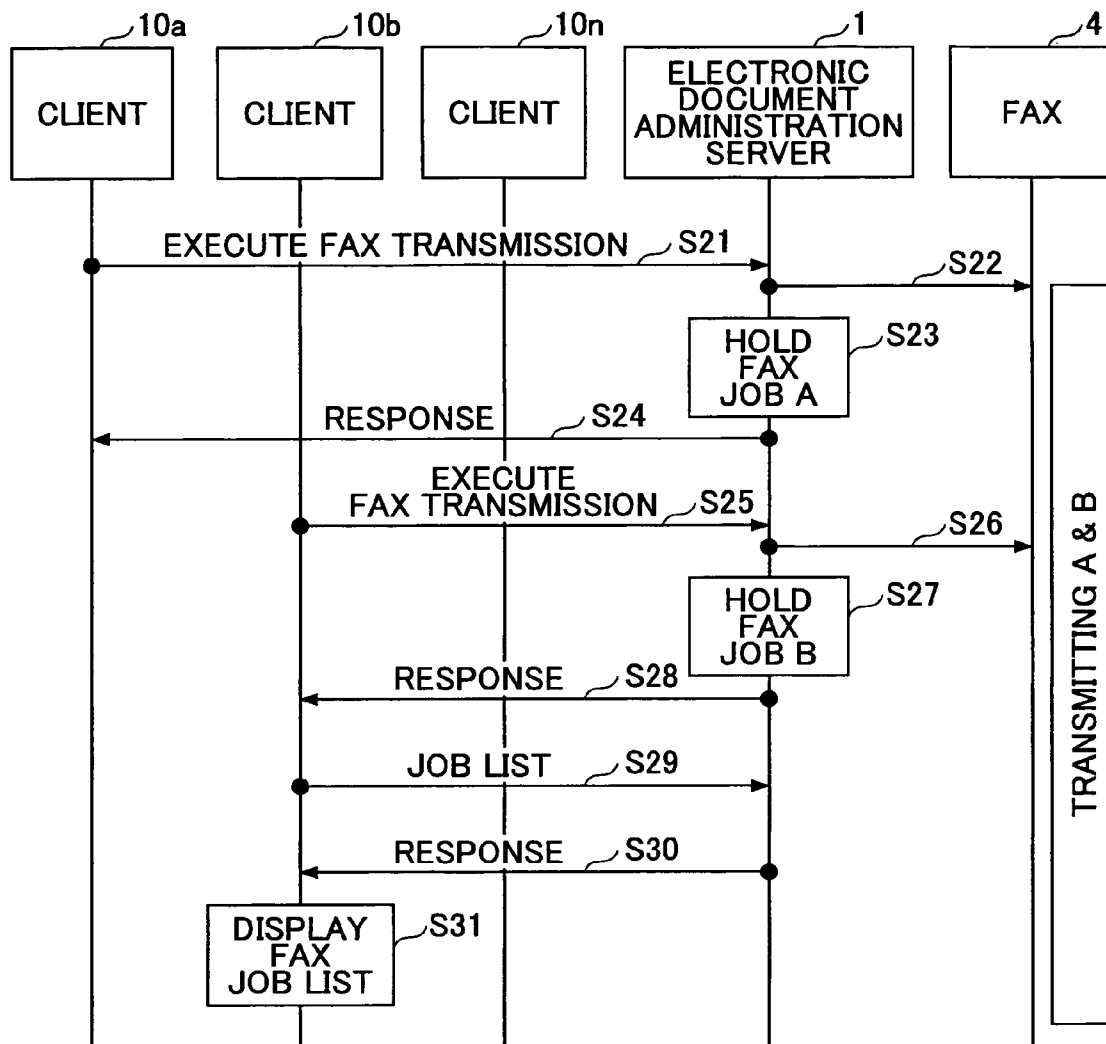 10a
10b
10n
1
4
CLIENT
CLIENT
CLIENT
ELECTRONIC
DOCUMENT
ADMINISTRATION
SERVER
FAX
EXECUTE FAX TRANSMISSION
S21
S22
HOLD
FAX
JOB A
S23
RESPONSE
S24
EXECUTE
FAX TRANSMISSION
S25
S26
HOLD
FAX
JOB B
S27
RESPONSE
S28
JOB LIST
S29
RESPONSE
S30
DISPLAY
FAX
JOB LIST
S31
TRANSMITTING A & B